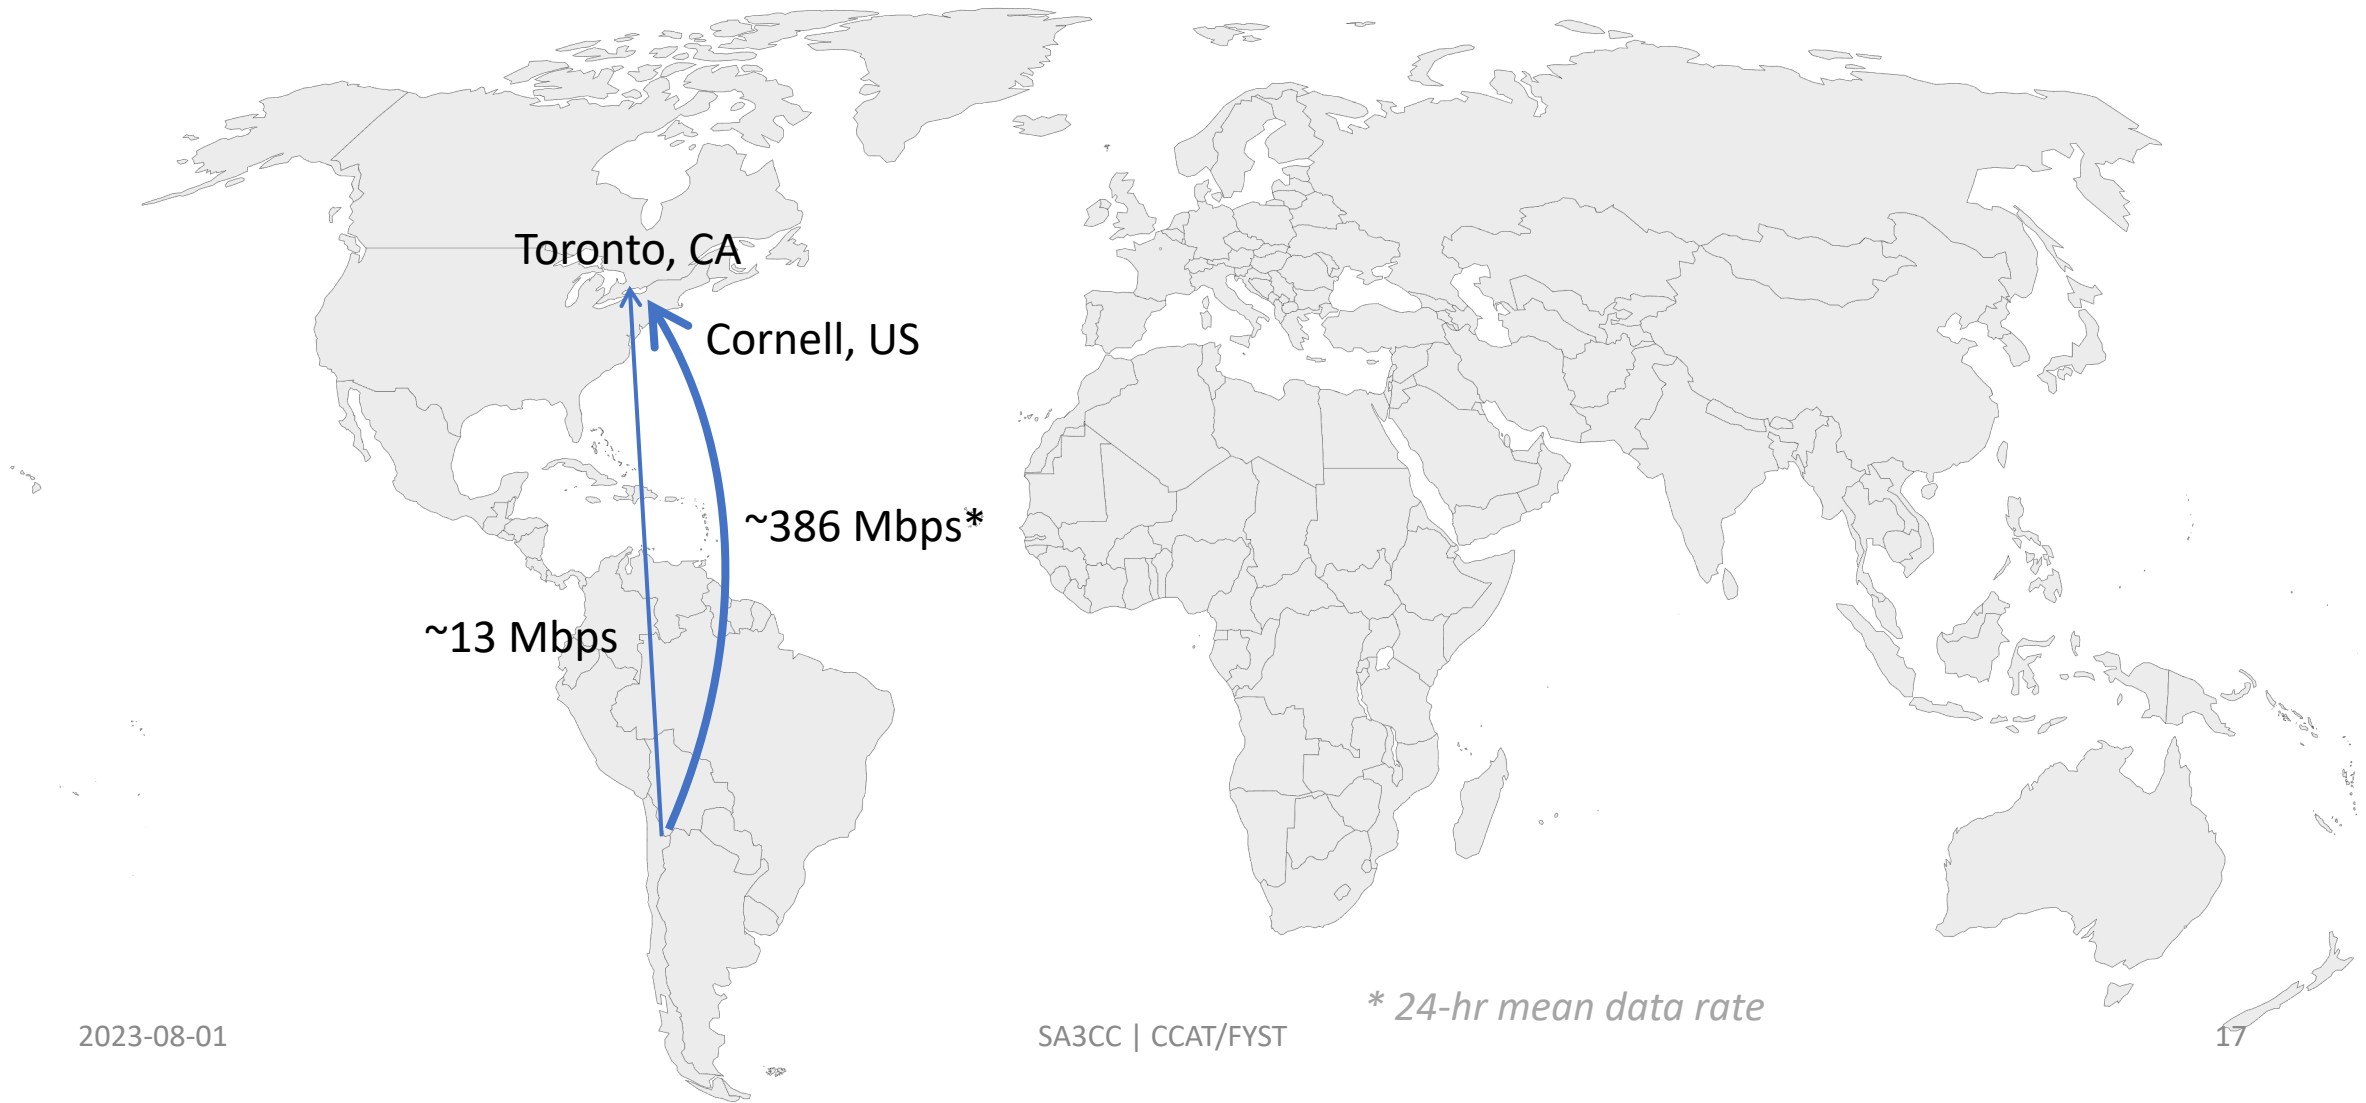 Toronto, CA
Cornell, US
~386 Mbps*
~13 Mbps
* 24-hr mean data rate
2023-08-01
SA3CC | CCAT/FYST
17